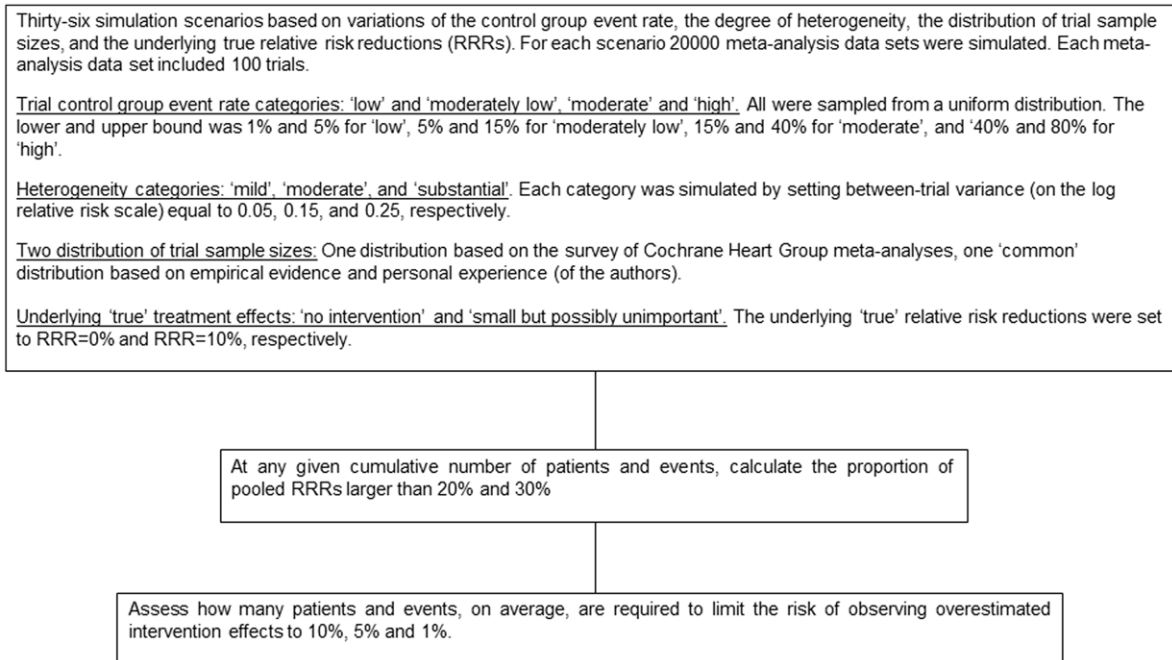 Thirty-six simulation scenarios based on variations of the control group event rate, the degree of heterogeneity, the distribution of trial sample
sizes, and the underlying true relative risk reductions (RRRs). For each scenario 20000 meta-analysis data sets were simulated. Each meta-
analysis data set included 100 trials.
Trial control group event rate categories: ‘low’ and ‘moderately low’, ‘moderate’ and ‘high’. All were sampled from a uniform distribution. The
lower and upper bound was 1% and 5% for ‘low’, 5% and 15% for ‘moderately low’, 15% and 40% for ‘moderate’, and ‘40% and 80% for
‘high’.
Heterogeneity categories: ‘mild’, ‘moderate’, and ‘substantial’. Each category was simulated by setting between-trial variance (on the log
relative risk scale) equal to 0.05, 0.15, and 0.25, respectively.
Two distribution of trial sample sizes: One distribution based on the survey of Cochrane Heart Group meta-analyses, one ‘common’
distribution based on empirical evidence and personal experience (of the authors).
Underlying ‘true’ treatment effects: ‘no intervention’ and ‘small but possibly unimportant’. The underlying ‘true’ relative risk reductions were set
to RRR=0% and RRR=10%, respectively.
At any given cumulative number of patients and events, calculate the proportion of
pooled RRRs larger than 20% and 30%
Assess how many patients and events, on average, are required to limit the risk of observing overestimated
intervention effects to 10%, 5% and 1%.